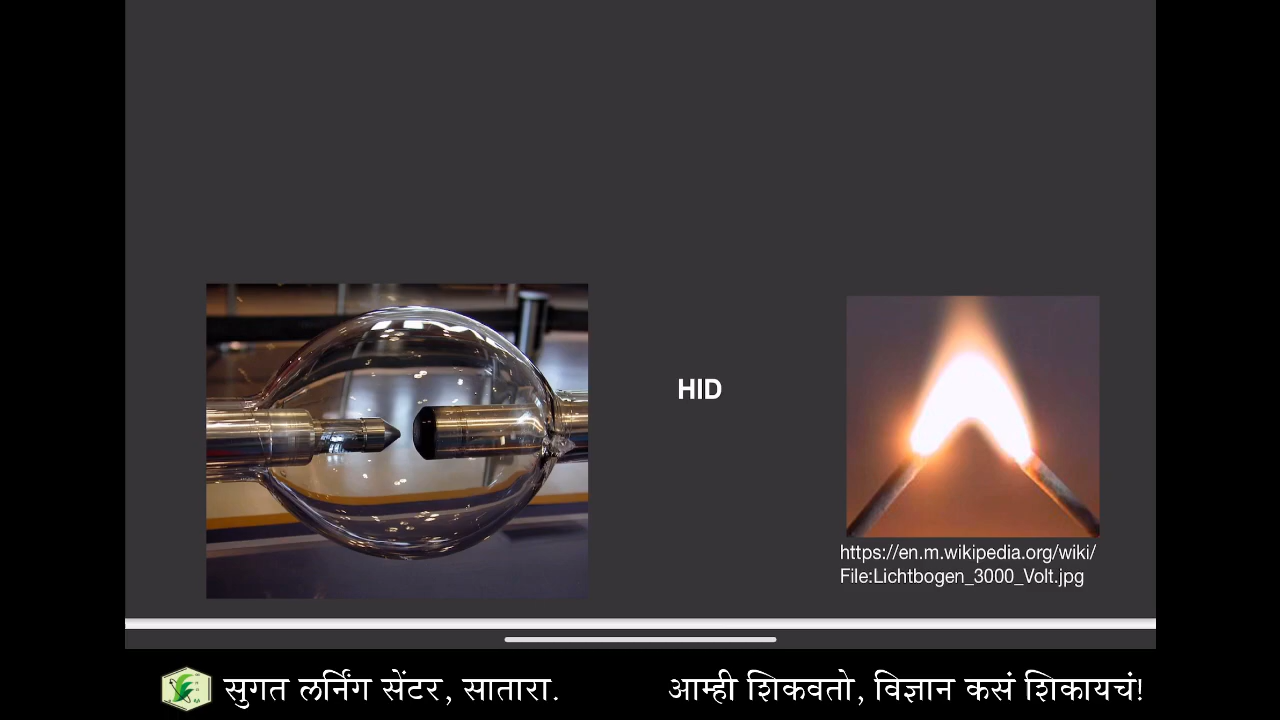 HID
https://en.m.wikipedia.org/wiki/
File:Lichtbogen_3000_Volt.jpg
सुगत लर्निंग सेंटर, सातारा.
आम्ही शिकवतो, विज्ञान कसं शिकायचं!